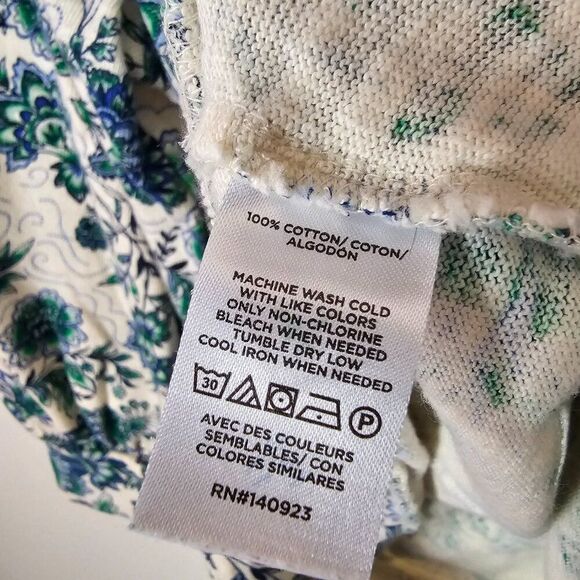 100% COTTON/ COTON/
ALGODÓN
MACHINE WASH COLD
WITH LIKE COLORS
ONLY NON-CHLORINE
BLEACH WHEN NEEDED
TUMBLE DRY LOW
COOL IRON WHEN NEEDED
30 P
AVEC DES COULEURS
SEMBLABLES/ CON
COLORES SIMILARES
RN#140923